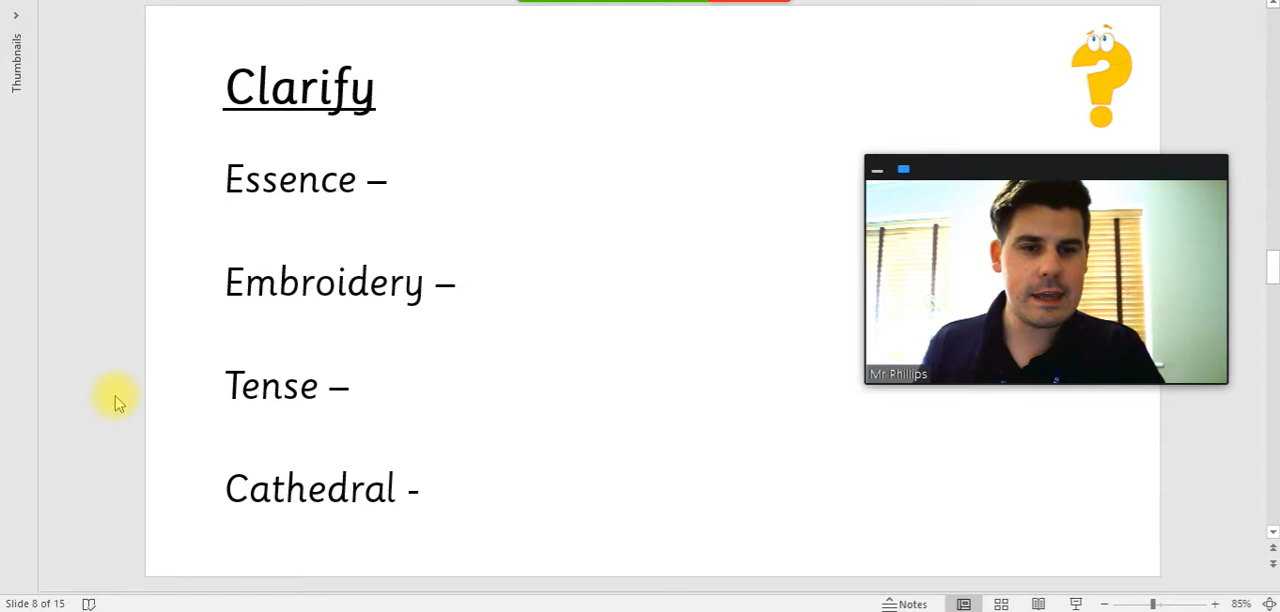 Thumbnails
Clarify
Essence –
Embroidery –
Tense –
Cathedral -
Mr Phillips
Slide 8 of 15
Notes
85%